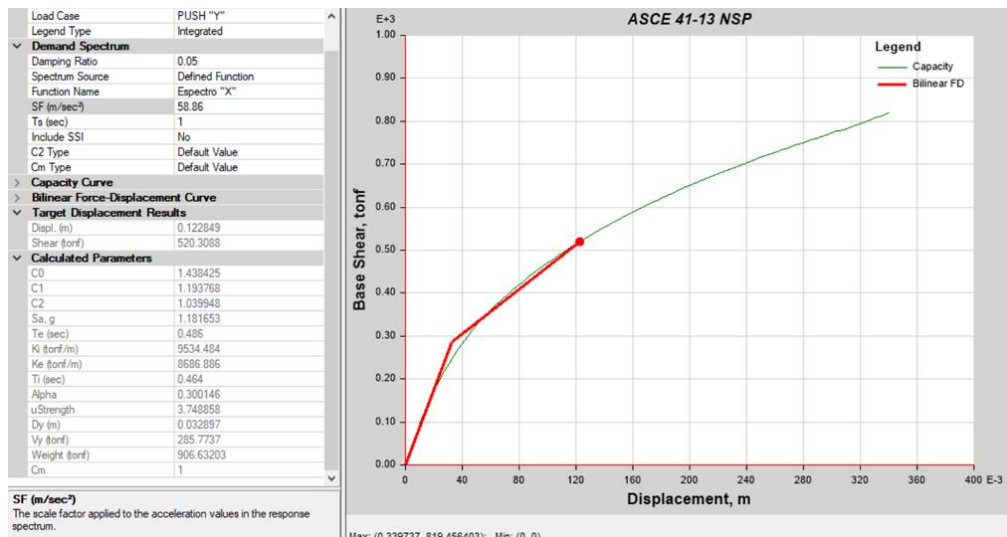 Load Case PUSH "Y"
Legend Type Integrated
Demand Spectrum
Damping Ratio 0.05
Spectrum Source Defined Function
Function Name Espectro "X"
SF (m/sec²) 58.86
Ts (sec) 1
Include SSI No
C2 Type Default Value
Cm Type Default Value
Capacity Curve
Bilinear Force-Displacement Curve
Target Displacement Results
Displ. (m) 0.122849
Shear (tonf) 520.3088
Calculated Parameters
C0 1.438425
C1 1.193768
C2 1.039948
Sa, g 1.181653
Te (sec) 0.486
Ki (tonf/m) 9534.484
Ke (tonf/m) 8686.886
Ti (sec) 0.464
Alpha 0.300146
uStrength 3.748858
Dy (m) 0.032897
Vy (tonf) 285.7737
Weight (tonf) 906.63203
Cm 1
SF (m/sec²)
The scale factor applied to the acceleration values in the response
spectrum.
ASCE 41-13 NSP
E+3
1.00
0.90
0.80
0.70
0.60
0.50
0.40
0.30
0.20
0.10
0.00
Base Shear, tonf
Legend
Capacity
Bilinear FD
0 40 80 120 160 200 240 280 320 360 400 E-3
Displacement, m
Max: (0.339737, 819.456403); Min: (0, 0)